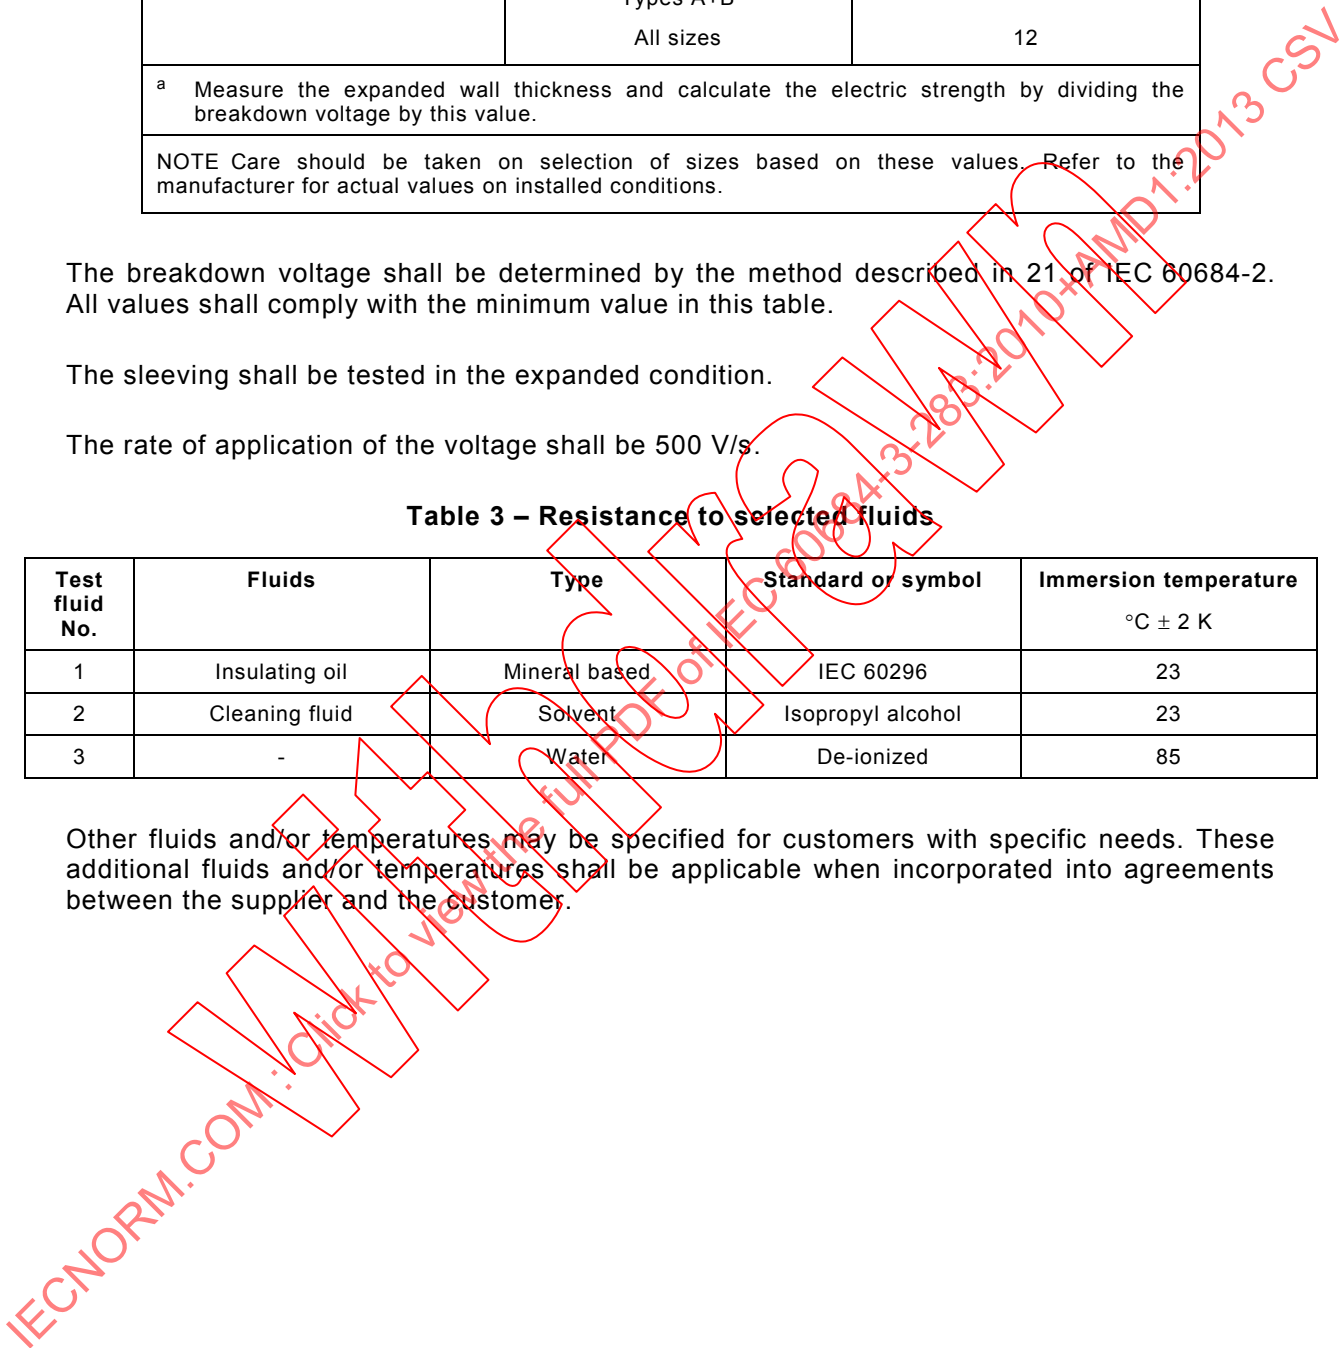 Types A+B
All sizes 12
a Measure the expanded wall thickness and calculate the electric strength by dividing the
breakdown voltage by this value.
NOTE Care should be taken on selection of sizes based on these values. Refer to the
manufacturer for actual values on installed conditions.
The breakdown voltage shall be determined by the method described in 21 of IEC 60684-2.
All values shall comply with the minimum value in this table.
The sleeving shall be tested in the expanded condition.
The rate of application of the voltage shall be 500 V/s.
Table 3 – Resistance to selected fluids
Test fluid No. Fluids Type Standard or symbol Immersion temperature °C ± 2 K
1 Insulating oil Mineral based IEC 60296 23
2 Cleaning fluid Solvent Isopropyl alcohol 23
3 - Water De-ionized 85
Other fluids and/or temperatures may be specified for customers with specific needs. These
additional fluids and/or temperatures shall be applicable when incorporated into agreements
between the supplier and the customer.
withdrawn
IECNORM.COM : Click to view the full PDF of IEC 60684-3-283:2010+AMD1:2013 CSV